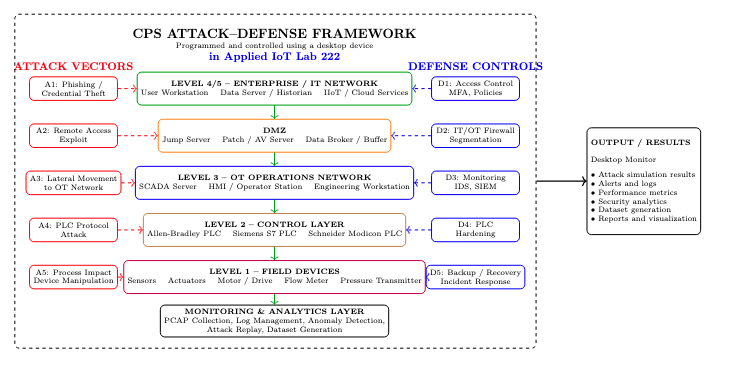 CPS ATTACK–DEFENSE FRAMEWORK
Programmed and controlled using a desktop device
in Applied IoT Lab 222
ATTACK VECTORS
DEFENSE CONTROLS
A1: Phishing /
Credential Theft
LEVEL 4/5 – ENTERPRISE / IT NETWORK
User Workstation Data Server / Historian IIoT / Cloud Services
D1: Access Control
MFA, Policies
A2: Remote Access
Exploit
DMZ
Jump Server Patch / AV Server Data Broker / Buffer
D2: IT/OT Firewall
Segmentation
A3: Lateral Movement
to OT Network
LEVEL 3 – OT OPERATIONS NETWORK
SCADA Server HMI / Operator Station Engineering Workstation
D3: Monitoring
IDS, SIEM
A4: PLC Protocol
Attack
LEVEL 2 – CONTROL LAYER
Allen-Bradley PLC Siemens S7 PLC Schneider Modicon PLC
D4: PLC
Hardening
A5: Process Impact
Device Manipulation
LEVEL 1 – FIELD DEVICES
Sensors Actuators Motor / Drive Flow Meter Pressure Transmitter
D5: Backup / Recovery
Incident Response
MONITORING & ANALYTICS LAYER
PCAP Collection, Log Management, Anomaly Detection,
Attack Replay, Dataset Generation
OUTPUT / RESULTS
Desktop Monitor
• Attack simulation results
• Alerts and logs
• Performance metrics
• Security analytics
• Dataset generation
• Reports and visualization